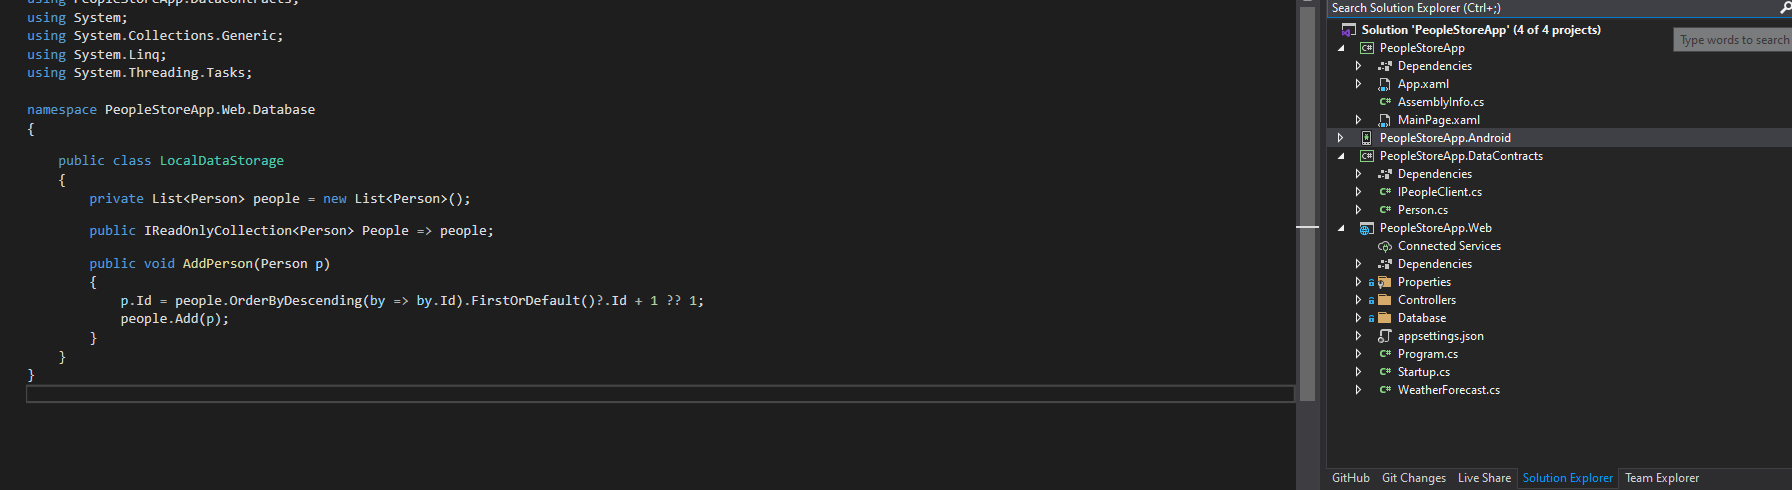 using PeopleStoreApp.DataContracts;
using System;
using System.Collections.Generic;
using System.Linq;
using System.Threading.Tasks;
namespace PeopleStoreApp.Web.Database
{
public class LocalDataStorage
{
private List<Person> people = new List<Person>();
public IReadOnlyCollection<Person> People => people;
public void AddPerson(Person p)
{
p.Id = people.OrderByDescending(by => by.Id).FirstOrDefault()?.Id + 1 ?? 1;
people.Add(p);
}
}
}
Search Solution Explorer (Ctrl+;)
Solution 'PeopleStoreApp' (4 of 4 projects)
Type words to search
C# PeopleStoreApp
Dependencies
App.xaml
C# AssemblyInfo.cs
MainPage.xaml
PeopleStoreApp.Android
C# PeopleStoreApp.DataContracts
Dependencies
C# IPeopleClient.cs
C# Person.cs
PeopleStoreApp.Web
Connected Services
Dependencies
Properties
Controllers
Database
appsettings.json
C# Program.cs
C# Startup.cs
C# WeatherForecast.cs
GitHub Git Changes Live Share Solution Explorer Team Explorer